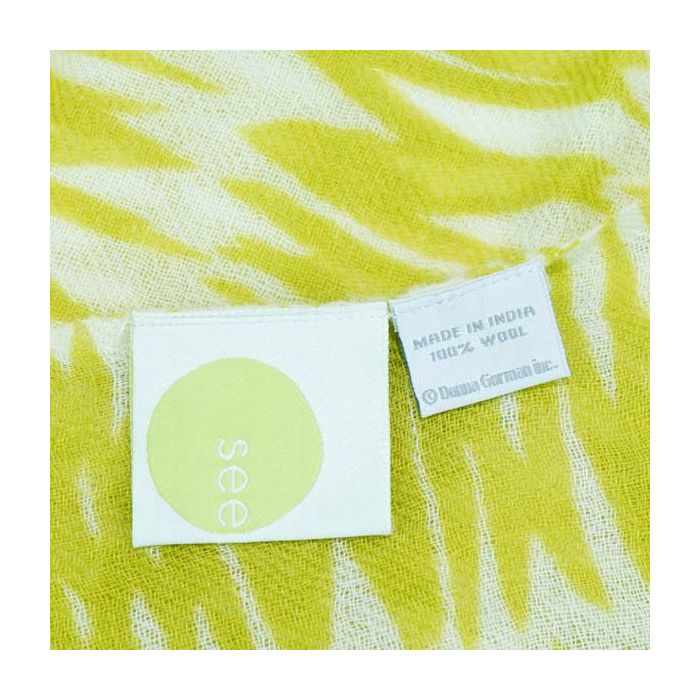 see
MADE IN INDIA
100% WOOL
© Donna Gorman inc.